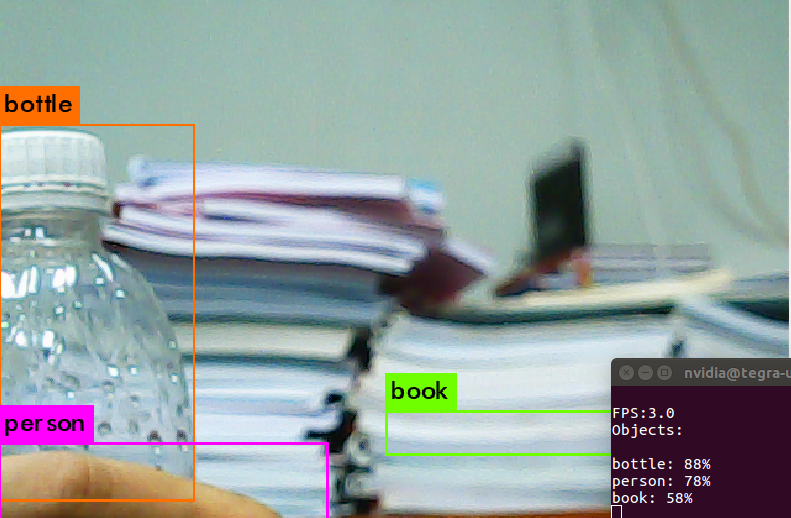 bottle
person
book
nvidia@tegra-u
FPS:3.0
Objects:
bottle: 88%
person: 78%
book: 58%